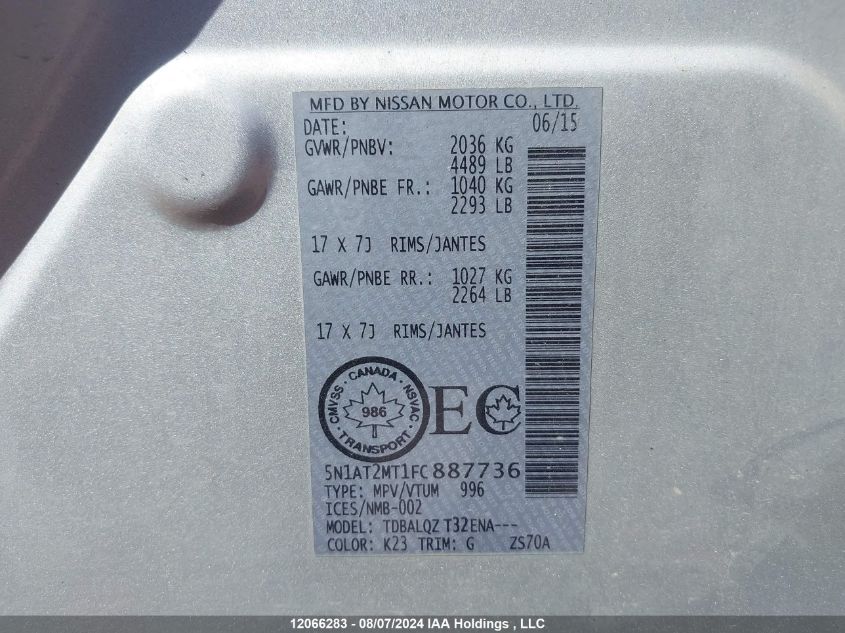 MFD BY NISSAN MOTOR CO., LTD.
DATE: 06/15
GVWR/PNBV: 2036 KG
4489 LB
GAWR/PNBE FR.: 1040 KG
2293 LB
17 X 7J RIMS/JANTES
GAWR/PNBE RR.: 1027 KG
2264 LB
17 X 7J RIMS/JANTES
CMVSS · CANADA · NSVAC
986
· TRANSPORT ·
EC
5N1AT2MT1FC887736
TYPE: MPV/VTUM 996
ICES/NMB-002
MODEL: TDBALQZ T32ENA---
COLOR: K23 TRIM: G ZS70A
12066283 - 08/07/2024 IAA Holdings , LLC